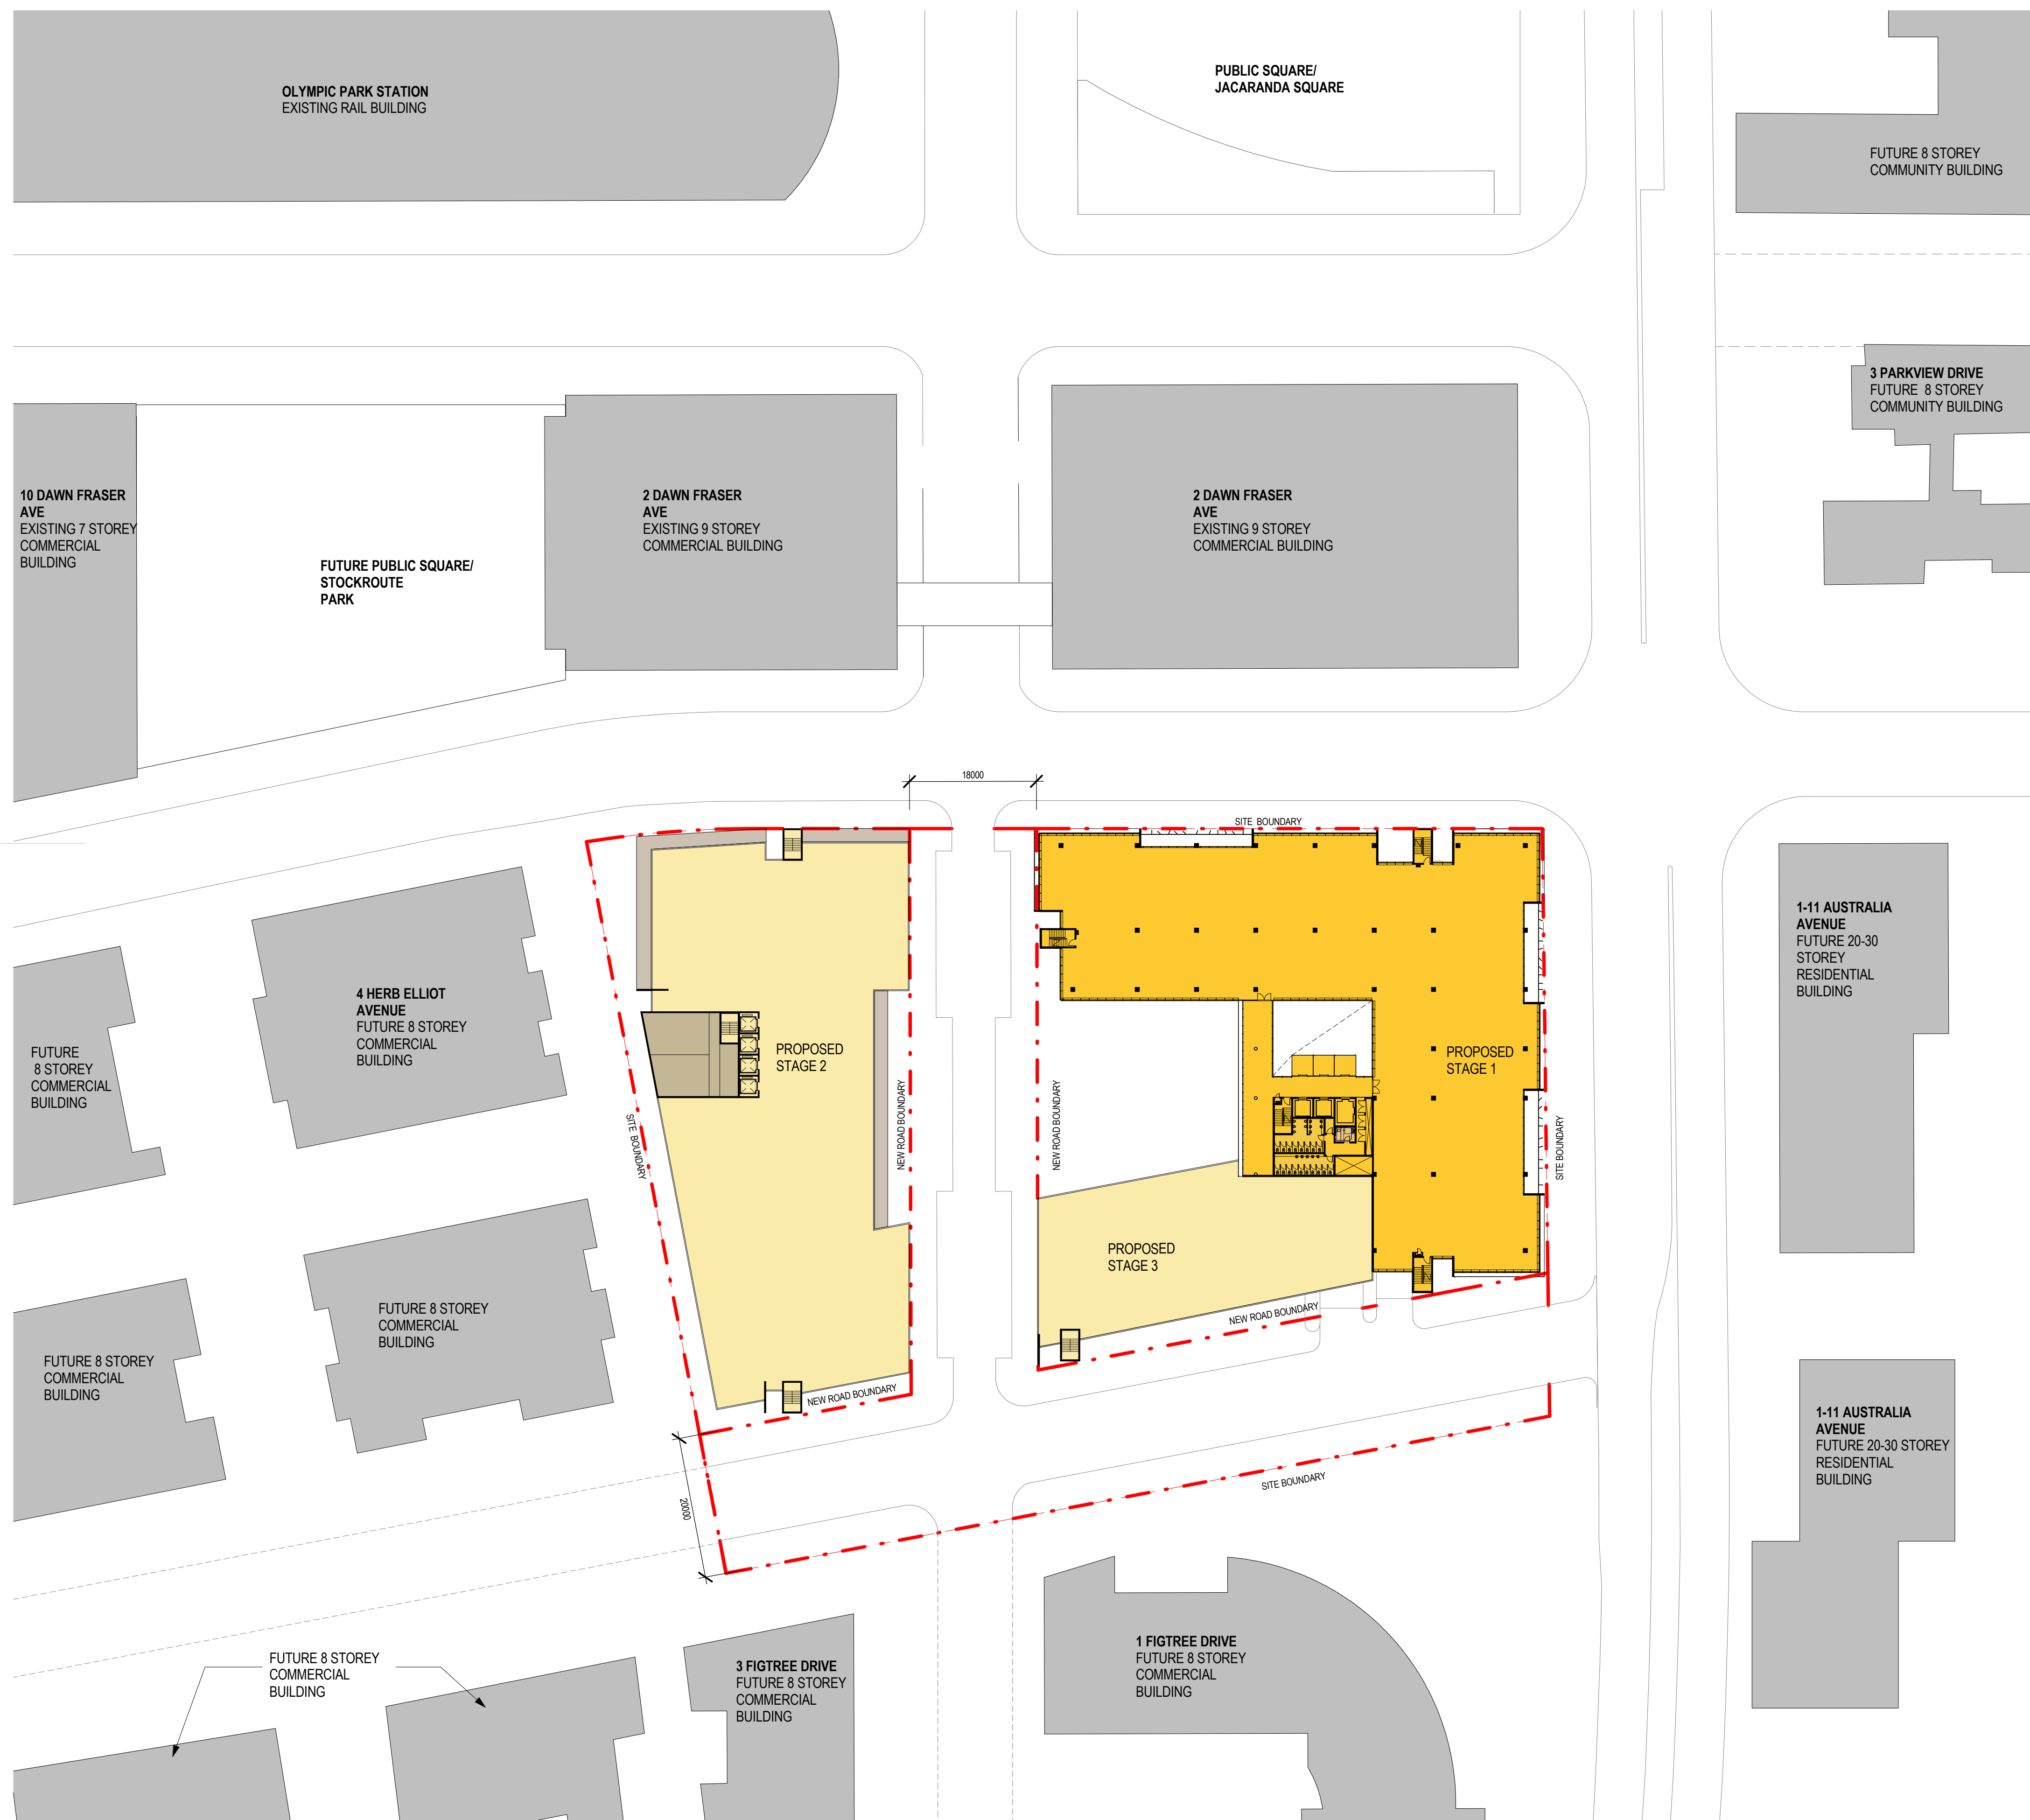 OLYMPIC PARK STATION
EXISTING RAIL BUILDING
PUBLIC SQUARE/
JACARANDA SQUARE
FUTURE 8 STOREY
COMMUNITY BUILDING
3 PARKVIEW DRIVE
FUTURE 8 STOREY
COMMUNITY BUILDING
10 DAWN FRASER
AVE
EXISTING 7 STOREY
COMMERCIAL
BUILDING
FUTURE PUBLIC SQUARE/
STOCKROUTE
PARK
2 DAWN FRASER
AVE
EXISTING 9 STOREY
COMMERCIAL BUILDING
2 DAWN FRASER
AVE
EXISTING 9 STOREY
COMMERCIAL BUILDING
18000
SITE BOUNDARY
1-11 AUSTRALIA
AVENUE
FUTURE 20-30
STOREY
RESIDENTIAL
BUILDING
4 HERB ELLIOT
AVENUE
FUTURE 8 STOREY
COMMERCIAL
BUILDING
FUTURE
8 STOREY
COMMERCIAL
BUILDING
PROPOSED
STAGE 2
PROPOSED
STAGE 1
SITE BOUNDARY
NEW ROAD BOUNDARY
NEW ROAD BOUNDARY
SITE BOUNDARY
PROPOSED
STAGE 3
NEW ROAD BOUNDARY
FUTURE 8 STOREY
COMMERCIAL
BUILDING
FUTURE 8 STOREY
COMMERCIAL
BUILDING
NEW ROAD BOUNDARY
1-11 AUSTRALIA
AVENUE
FUTURE 20-30 STOREY
RESIDENTIAL
BUILDING
SITE BOUNDARY
20000
FUTURE 8 STOREY
COMMERCIAL
BUILDING
3 FIGTREE DRIVE
FUTURE 8 STOREY
COMMERCIAL
BUILDING
1 FIGTREE DRIVE
FUTURE 8 STOREY
COMMERCIAL
BUILDING